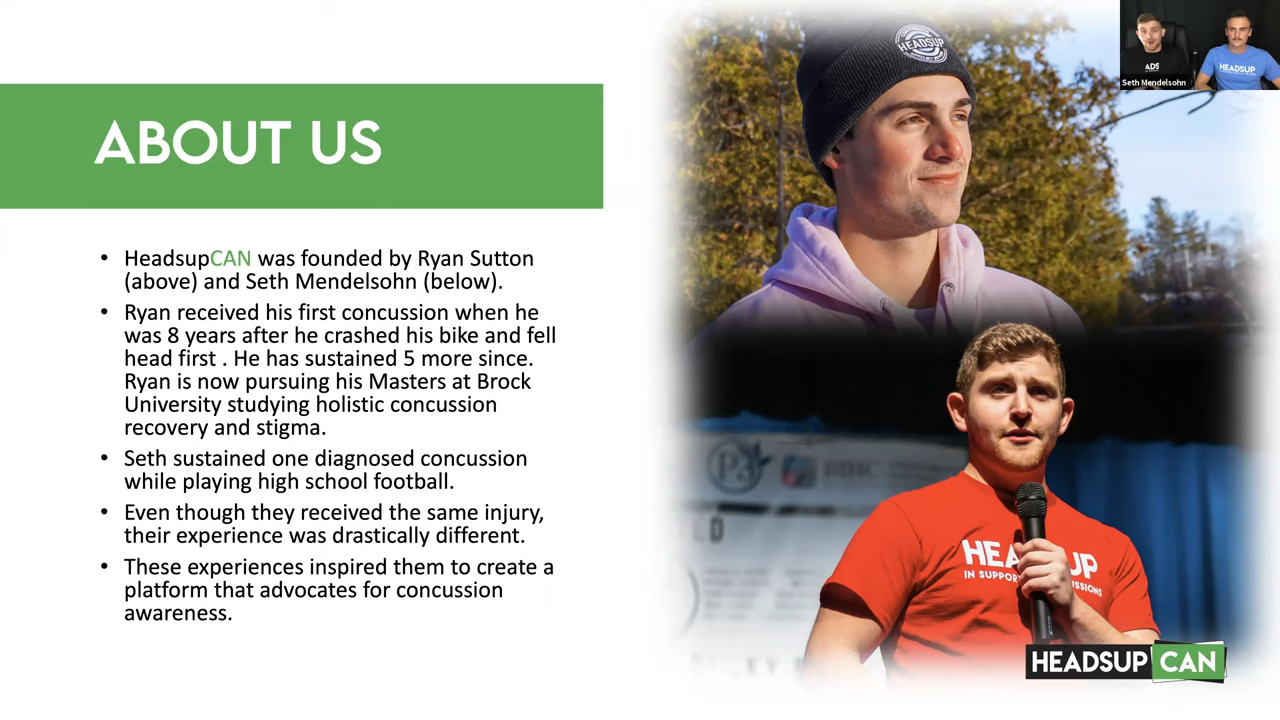 ABOUT US
• HeadsupCAN was founded by Ryan Sutton
(above) and Seth Mendelsohn (below).
• Ryan received his first concussion when he
was 8 years after he crashed his bike and fell
head first . He has sustained 5 more since.
Ryan is now pursuing his Masters at Brock
University studying holistic concussion
recovery and stigma.
• Seth sustained one diagnosed concussion
while playing high school football.
• Even though they received the same injury,
their experience was drastically different.
• These experiences inspired them to create a
platform that advocates for concussion
awareness.
HEADSUP
ADS
HEADSUP
Seth Mendelsohn
HEA UP
IN SUPPO
HEADSUP CAN